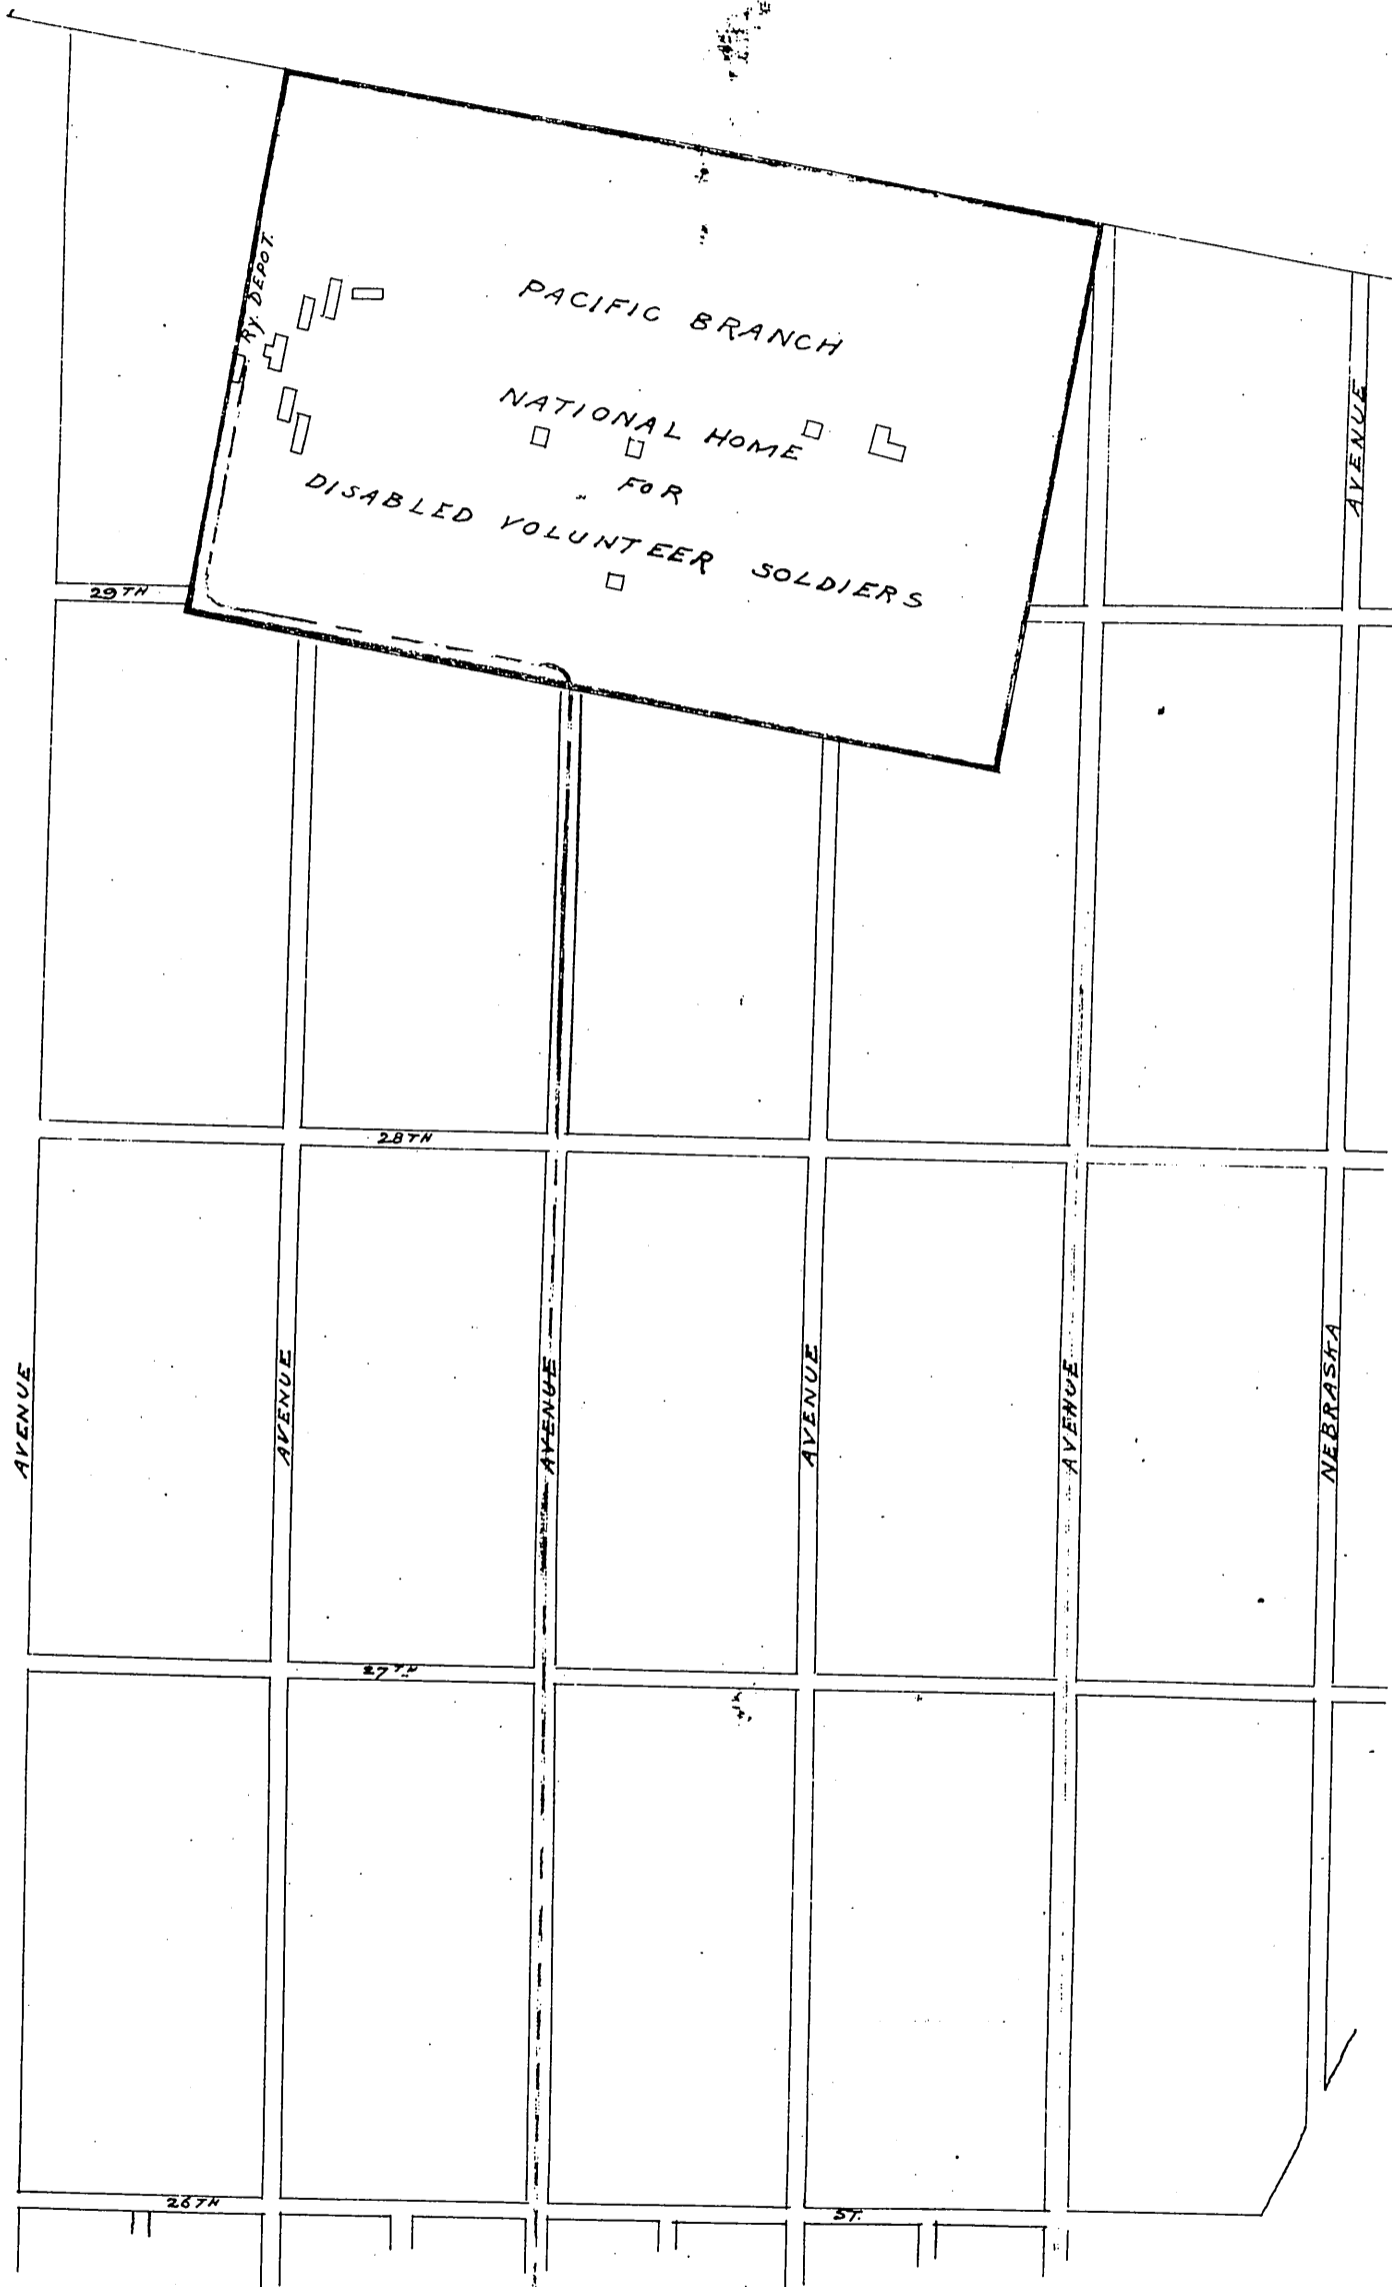 RY. DEPOT.
PACIFIC BRANCH
NATIONAL HOME
FOR
DISABLED VOLUNTEER SOLDIERS
AVENUE
29TH
28TH
AVENUE
AVENUE
AVENUE
AVENUE
AVENUE
NEBRASKA
27TH
26TH
ST.